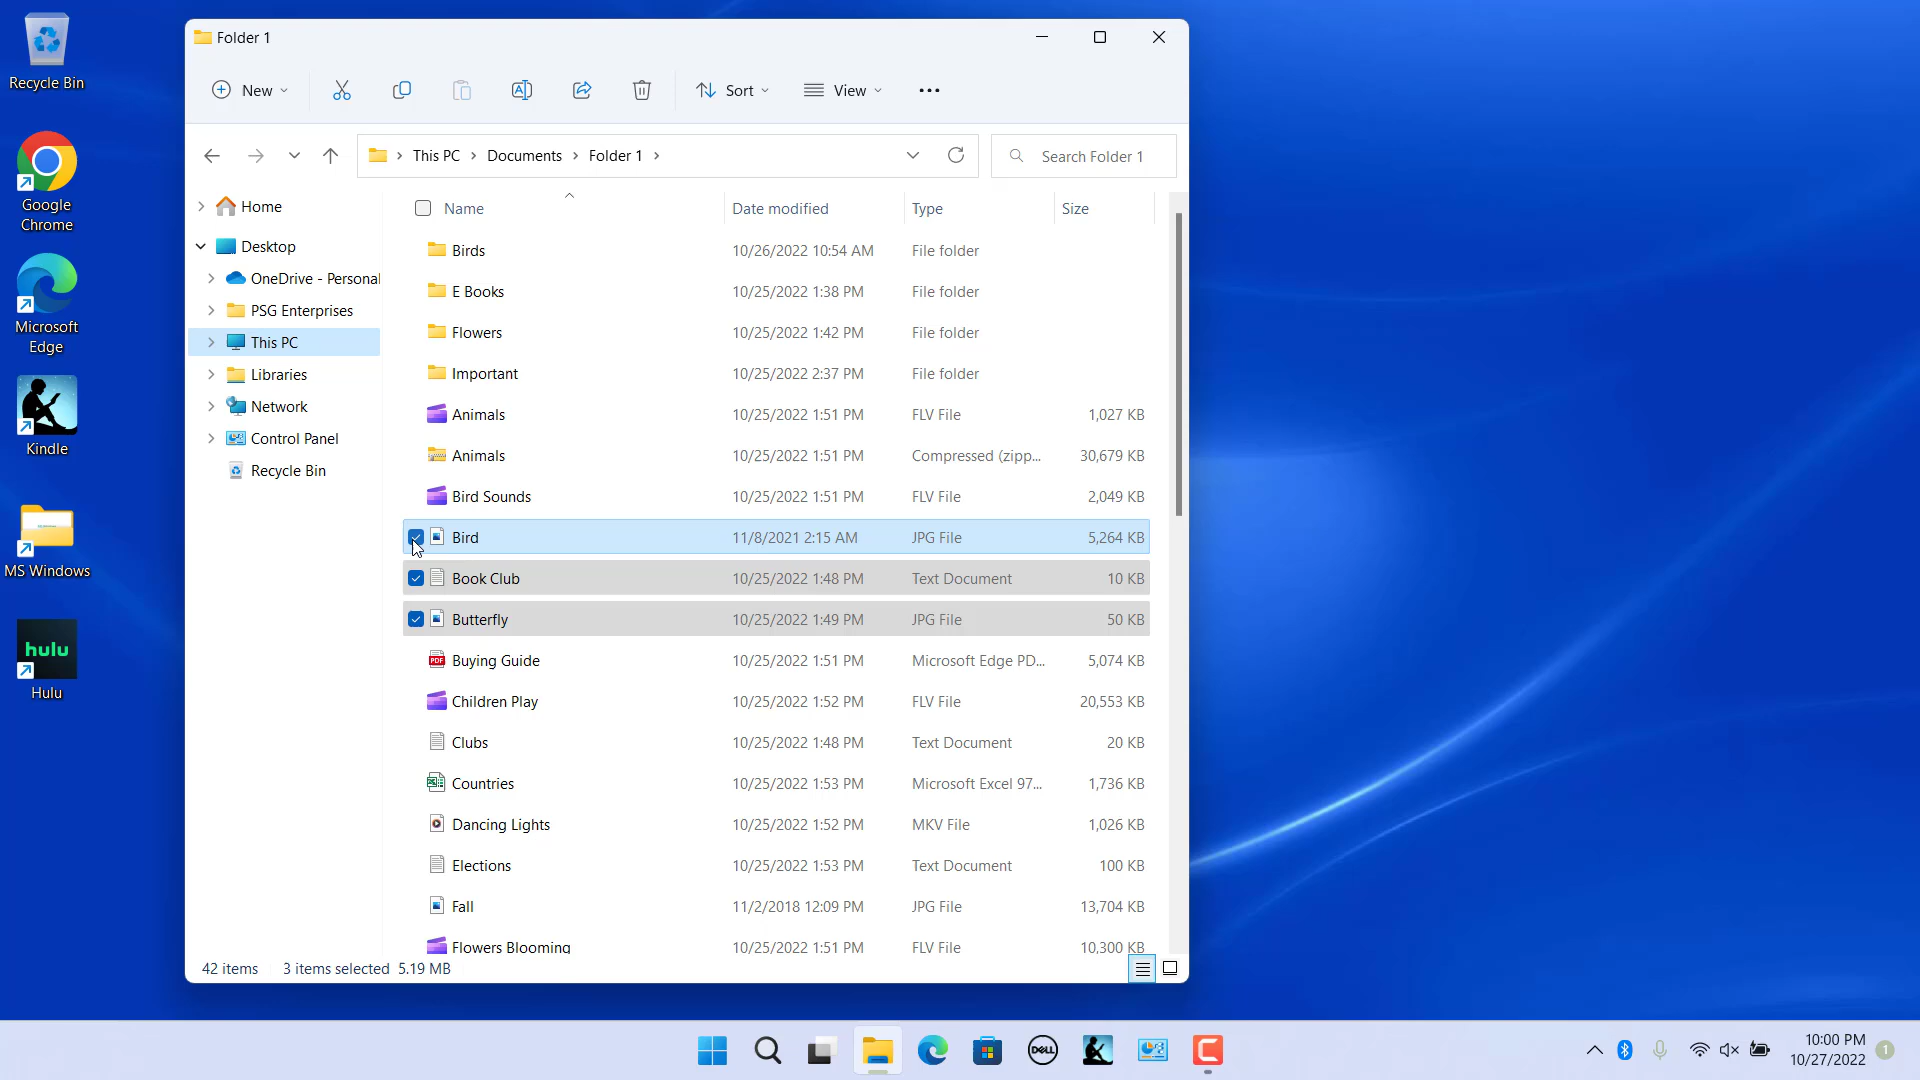 Recycle Bin
Google
Chrome
Microsoft
Edge
Kindle
MS Windows
hulu
Hulu
Folder 1
New
Sort
View
This PC
Documents
Folder 1
Search Folder 1
Home
Desktop
OneDrive - Personal
PSG Enterprises
This PC
Libraries
Network
Control Panel
Recycle Bin
Name Date modified Type Size
Birds 10/26/2022 10:54 AM File folder
E Books 10/25/2022 1:38 PM File folder
Flowers 10/25/2022 1:42 PM File folder
Important 10/25/2022 2:37 PM File folder
Animals 10/25/2022 1:51 PM FLV File 1,027 KB
Animals 10/25/2022 1:51 PM Compressed (zipp... 30,679 KB
Bird Sounds 10/25/2022 1:51 PM FLV File 2,049 KB
Bird 11/8/2021 2:15 AM JPG File 5,264 KB
Book Club 10/25/2022 1:48 PM Text Document 10 KB
Butterfly 10/25/2022 1:49 PM JPG File 50 KB
PDF Buying Guide 10/25/2022 1:51 PM Microsoft Edge PD... 5,074 KB
Children Play 10/25/2022 1:52 PM FLV File 20,553 KB
Clubs 10/25/2022 1:48 PM Text Document 20 KB
Countries 10/25/2022 1:53 PM Microsoft Excel 97... 1,736 KB
Dancing Lights 10/25/2022 1:52 PM MKV File 1,026 KB
Elections 10/25/2022 1:53 PM Text Document 100 KB
Fall 11/2/2018 12:09 PM JPG File 13,704 KB
Flowers Blooming 10/25/2022 1:51 PM FLV File 10,300 KB
42 items 3 items selected 5.19 MB
DELL
10:00 PM
10/27/2022
1